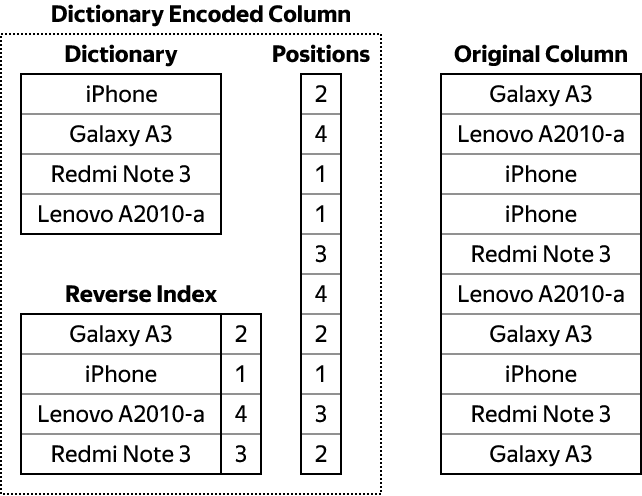 Dictionary Encoded Column
Dictionary
iPhone
Galaxy A3
Redmi Note 3
Lenovo A2010-a
Reverse Index
Galaxy A3 2
iPhone 1
Lenovo A2010-a 4
Redmi Note 3 3
Positions
2
4
1
1
3
4
2
1
3
2
Original Column
Galaxy A3
Lenovo A2010-a
iPhone
iPhone
Redmi Note 3
Lenovo A2010-a
Galaxy A3
iPhone
Redmi Note 3
Galaxy A3